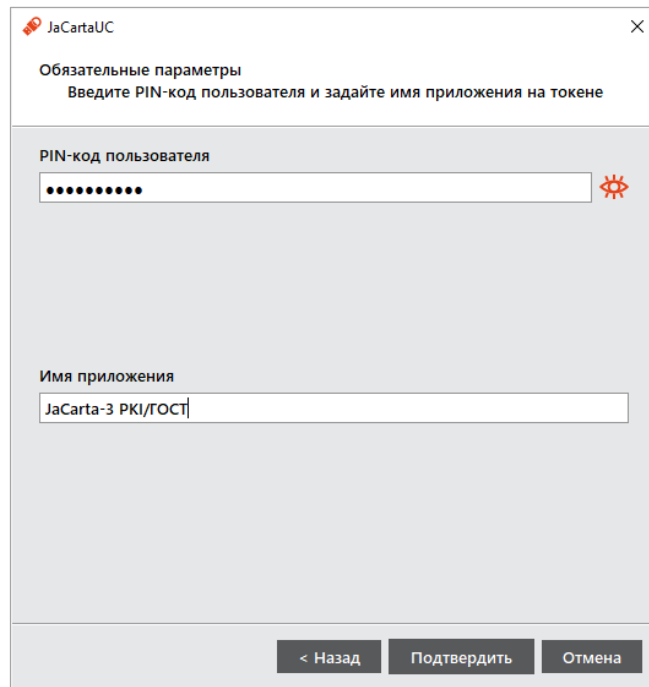 JaCartaUC
Обязательные параметры
Введите PIN-код пользователя и задайте имя приложения на токене
PIN-код пользователя
••••••••••
Имя приложения
JaCarta-3 PKI/ГОСТ
< Назад
Подтвердить
Отмена